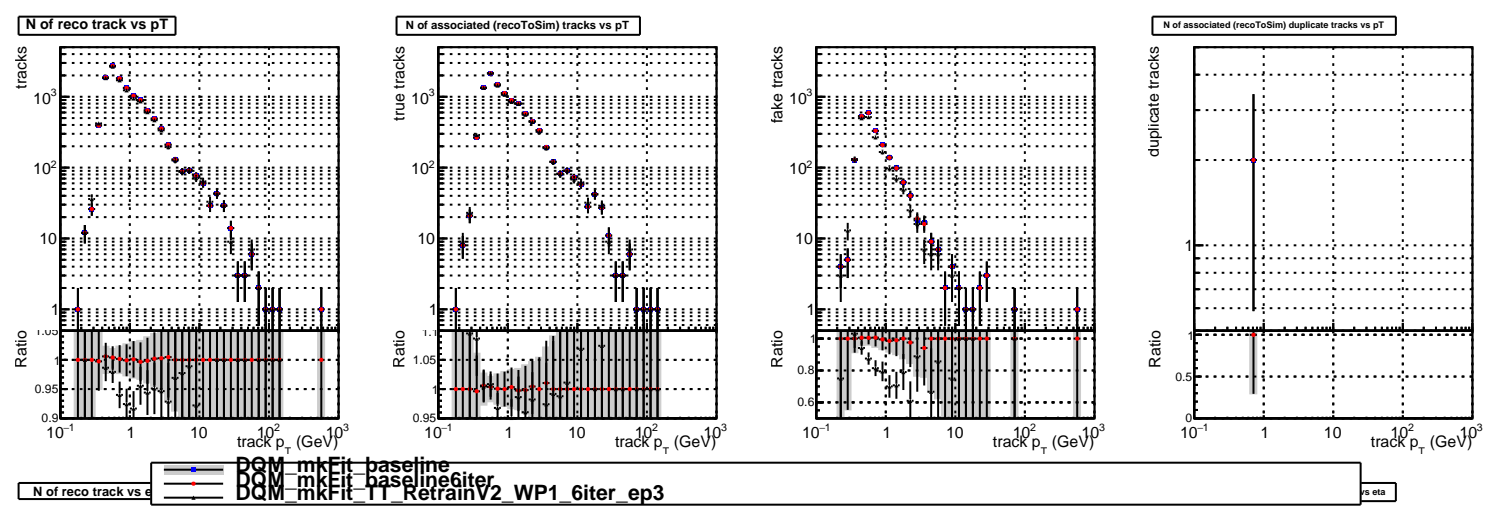 N of reco track vs pT
N of associated (recoToSim) tracks vs pT
N of associated (recoToSim) duplicate tracks vs pT
tracks
10³
10²
10
1
Ratio
1.05
1
0.95
0.9
10⁻¹ 1 10 10² 10³
track p_T (GeV)
true tracks
10³
10²
10
1
Ratio
1.1
1.05
1
0.95
10⁻¹ 1 10 10² 10³
track p_T (GeV)
fake tracks
10³
10²
10
1
Ratio
1
0.8
0.6
10⁻¹ 1 10 10² 10³
track p_T (GeV)
duplicate tracks
1
Ratio
1
0.5
0
10⁻¹ 1 10 10² 10³
track p_T (GeV)
DQM_mkFit_baseline
DQM_mkFit_baseline6iter
DQM_mkFit_TT_RetrainV2_WP1_6iter_ep3
N of reco track vs e
vs eta